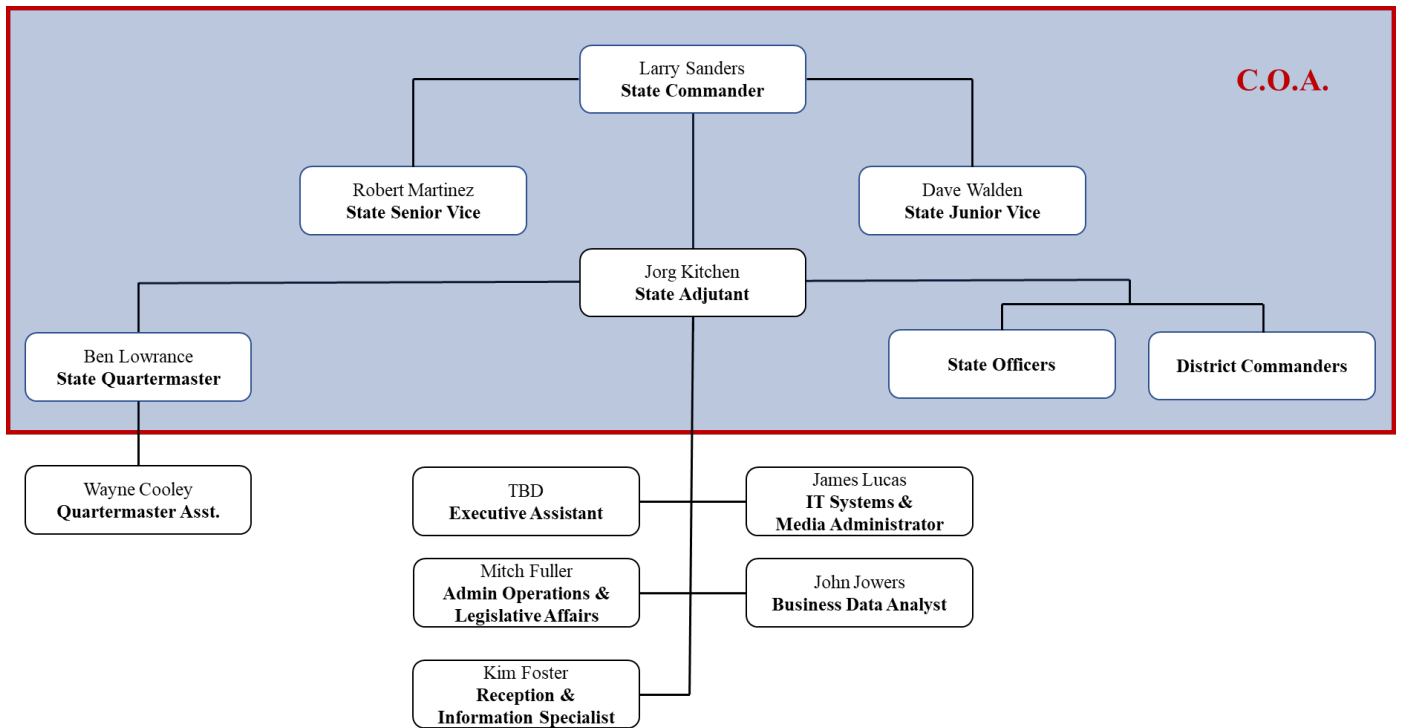 Larry Sanders
State Commander
C.O.A.
Robert Martinez
State Senior Vice
Dave Walden
State Junior Vice
Jorg Kitchen
State Adjutant
Ben Lowrance
State Quartermaster
State Officers
District Commanders
Wayne Cooley
Quartermaster Asst.
TBD
Executive Assistant
James Lucas
IT Systems &
Media Administrator
Mitch Fuller
Admin Operations &
Legislative Affairs
John Jowers
Business Data Analyst
Kim Foster
Reception &
Information Specialist